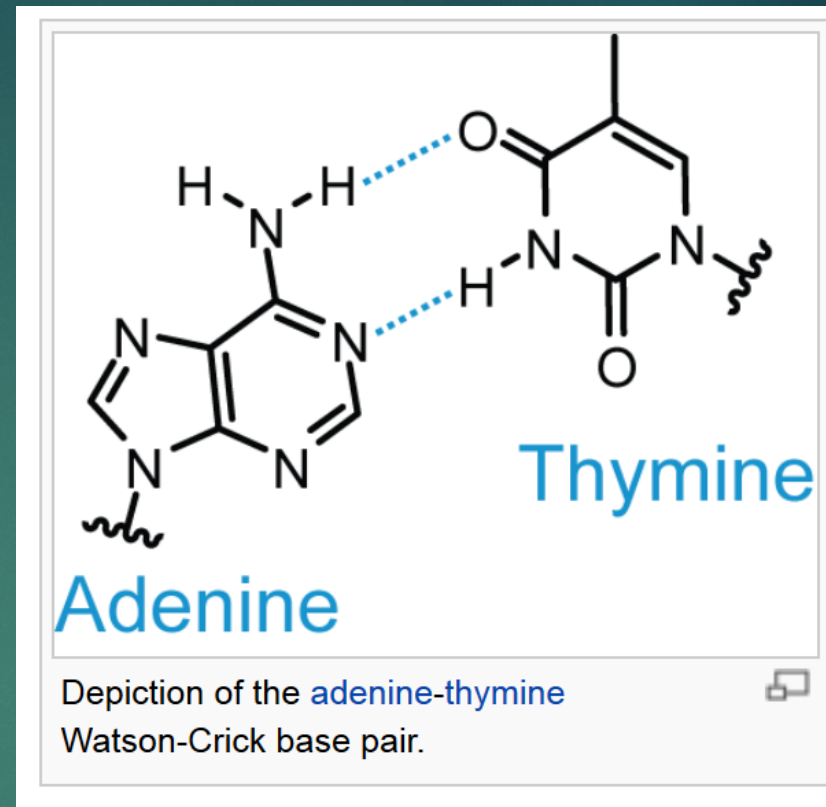 O
H H
N
N N
H
N N
O
N N
Thymine
Adenine
Depiction of the adenine-thymine
Watson-Crick base pair.